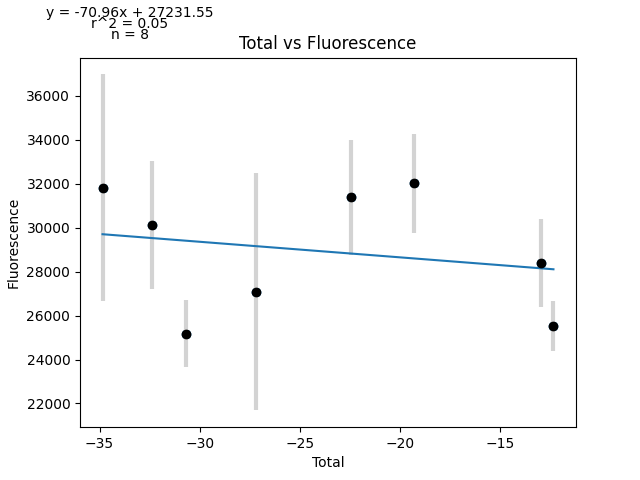 y = -70.96x + 27231.55
r^2 = 0.05
n = 8
Total vs Fluorescence
Fluorescence
36000
34000
32000
30000
28000
26000
24000
22000
−35
−30
−25
−20
−15
Total